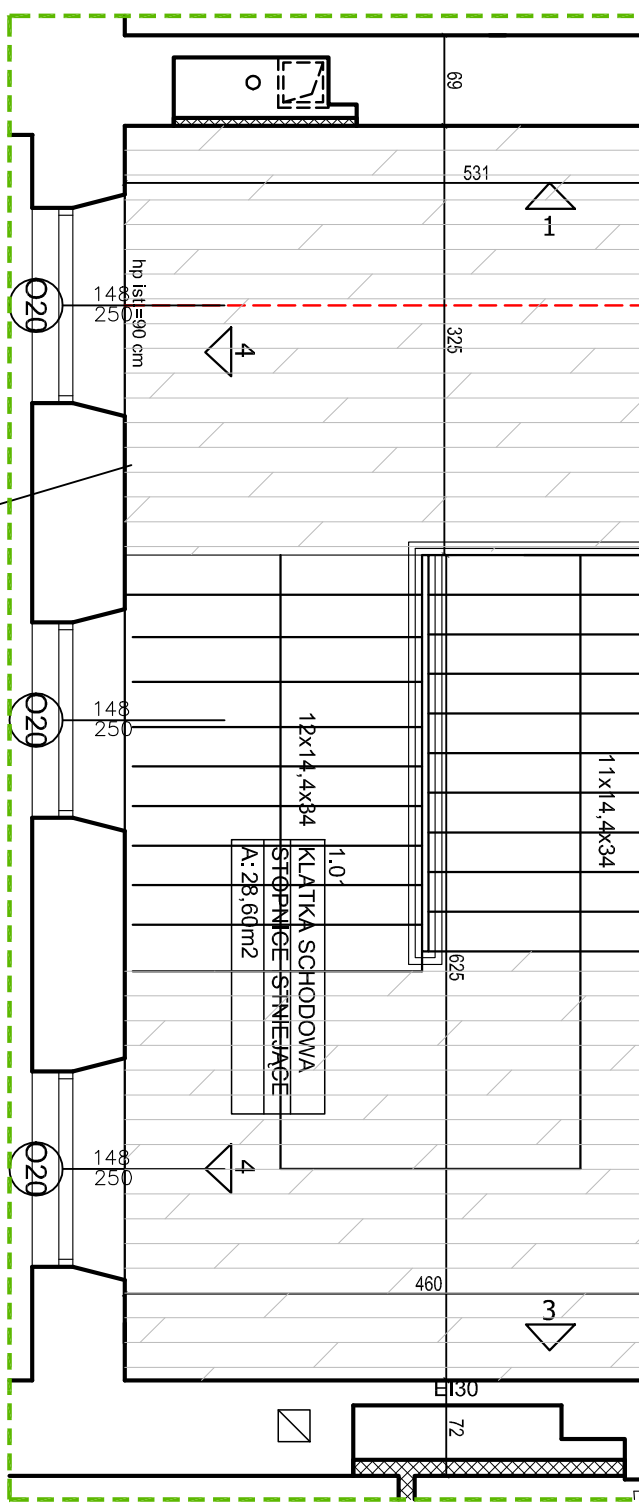 69
531
1
O20
148
250
hp ist=90 cm
325
4
O20
148
250
12x14,4x34
11x14,4x34
1.01
KLATKA SCHODOWA
STOPNICE STNIEJĄCE
A: 28,60m2
625
O20
148
250
4
460
3
EI30
72